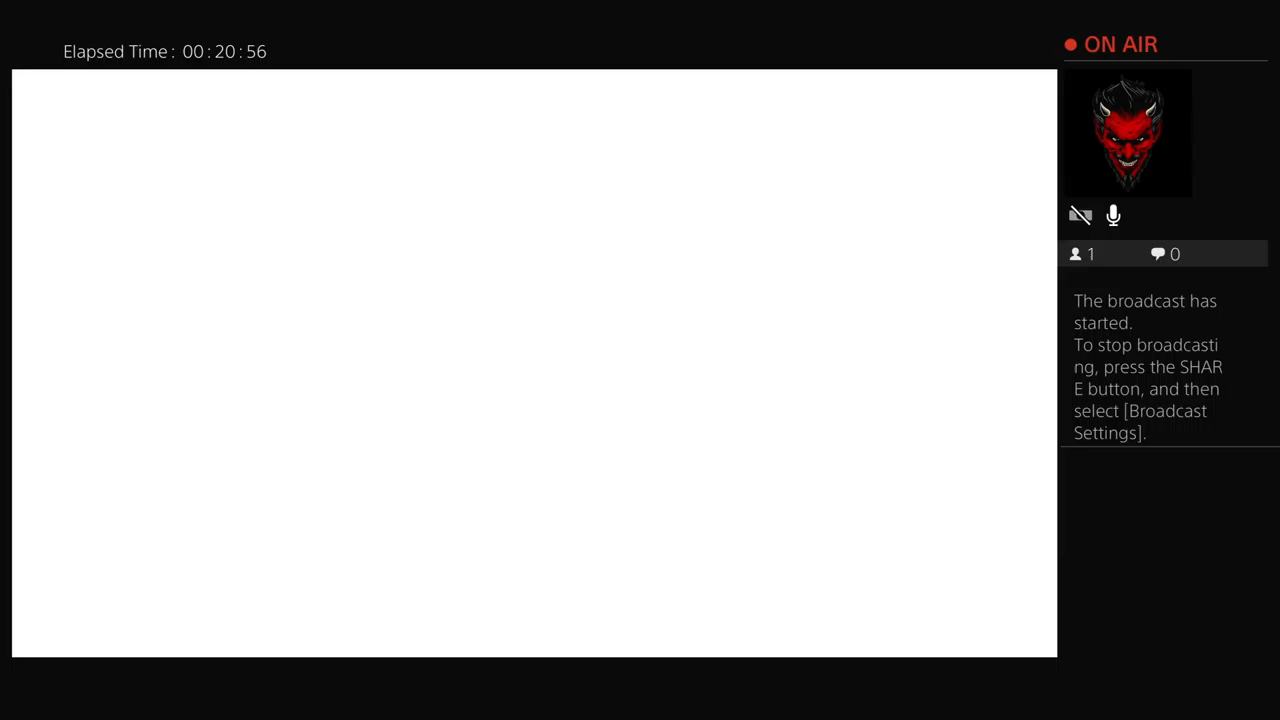 Elapsed Time : 00:20:56
ON AIR
1
0
The broadcast has
started.
To stop broadcasti
ng, press the SHAR
E button, and then
select [Broadcast
Settings].